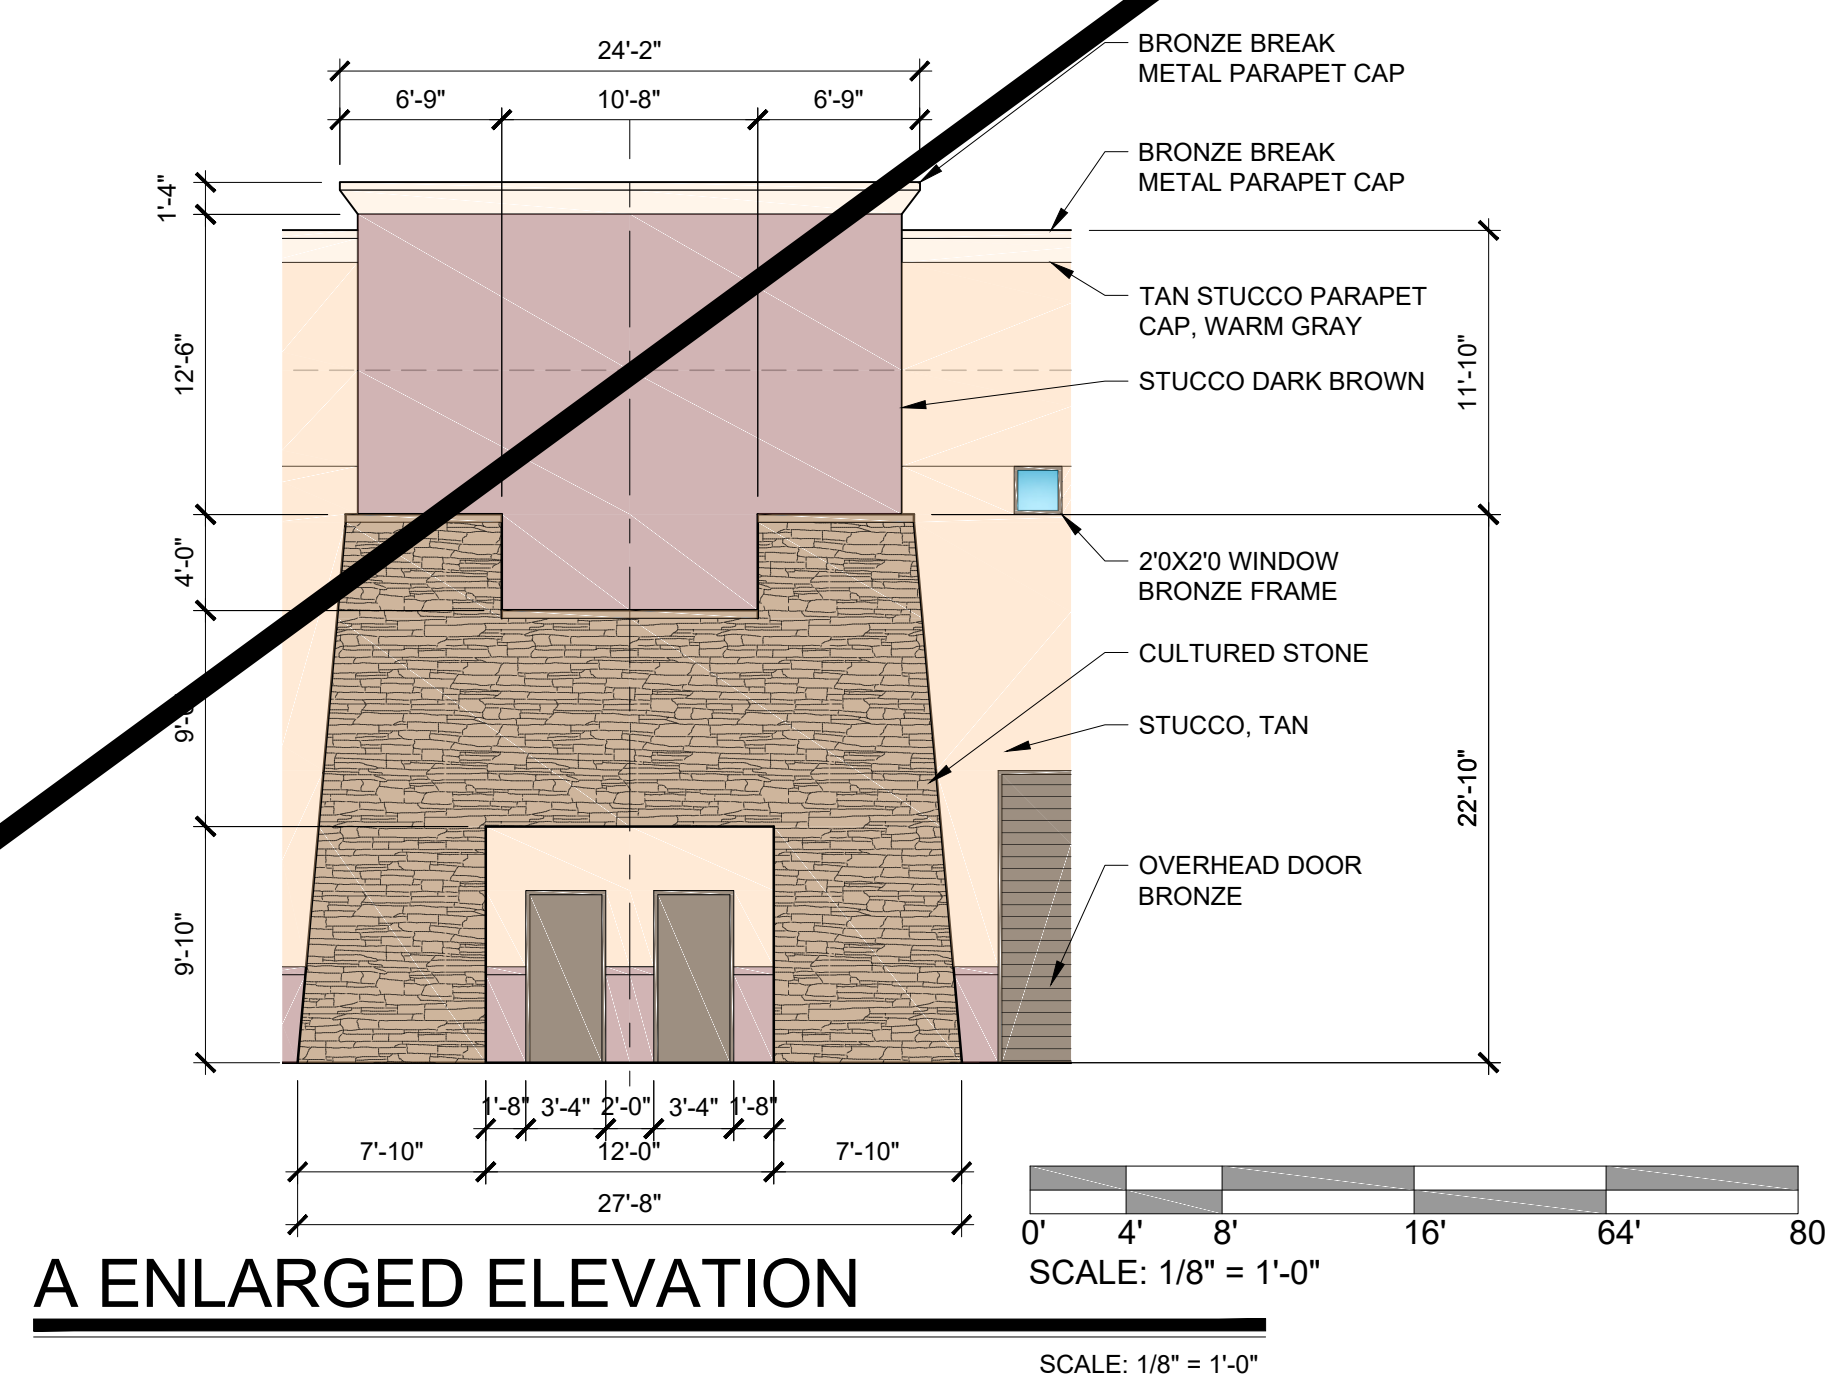 24'-2"
6'-9"
10'-8"
6'-9"
BRONZE BREAK
METAL PARAPET CAP
BRONZE BREAK
METAL PARAPET CAP
1'-4"
TAN STUCCO PARAPET
CAP, WARM GRAY
12'-6"
11'-10"
STUCCO DARK BROWN
4'-0"
2'0X2'0 WINDOW
BRONZE FRAME
CULTURED STONE
STUCCO, TAN
22'-10"
OVERHEAD DOOR
BRONZE
9'-10"
1'-8"
3'-4"
2'-0"
3'-4"
1'-8"
7'-10"
12'-0"
7'-10"
27'-8"
0'
4'
8'
16'
64'
80
SCALE: 1/8" = 1'-0"
A ENLARGED ELEVATION
SCALE: 1/8" = 1'-0"